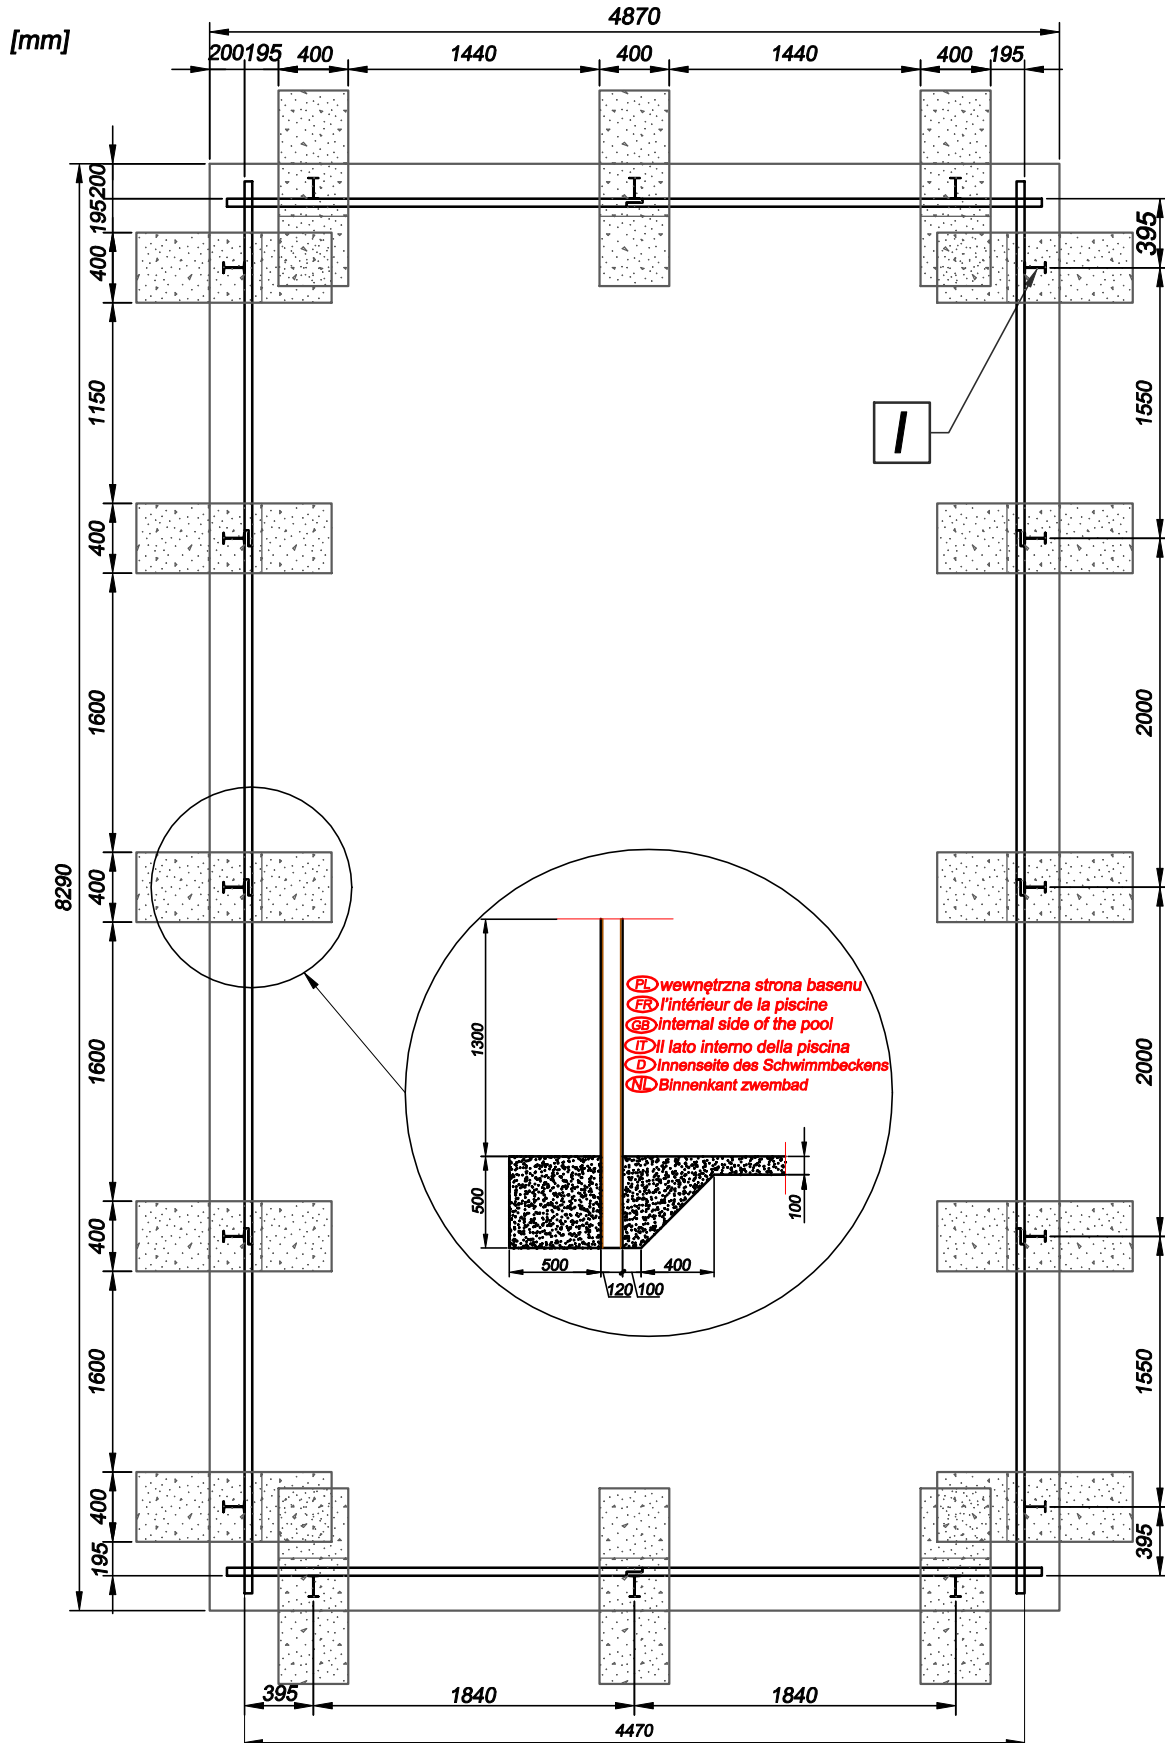 4870
[mm]
200 195 400 1440 400 1440 400 195
200
195
400
1150
400
1600
400
1600
400
1600
400
195
8290
395
1550
2000
2000
1550
395
I
1300
PL wewnętrzna strona basenu
FR l'intérieur de la piscine
GB internal side of the pool
IT Il lato interno della piscina
D Innenseite des Schwimmbeckens
NL Binnenkant zwembad
500
100
500 400
120 100
395 1840 1840
4470